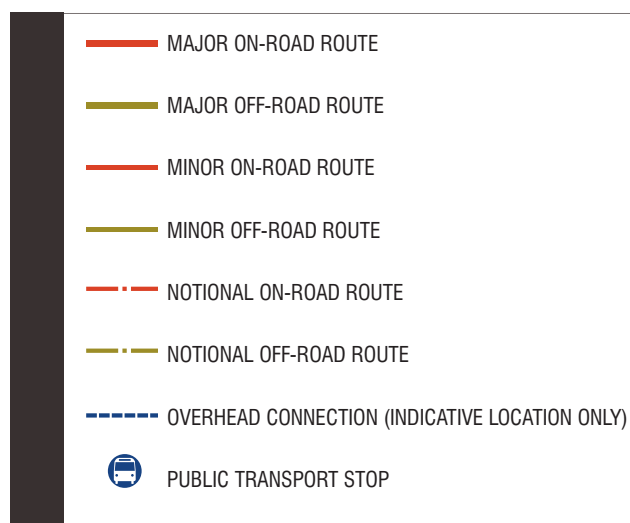 MAJOR ON-ROAD ROUTE
MAJOR OFF-ROAD ROUTE
MINOR ON-ROAD ROUTE
MINOR OFF-ROAD ROUTE
NOTIONAL ON-ROAD ROUTE
NOTIONAL OFF-ROAD ROUTE
OVERHEAD CONNECTION (INDICATIVE LOCATION ONLY)
PUBLIC TRANSPORT STOP